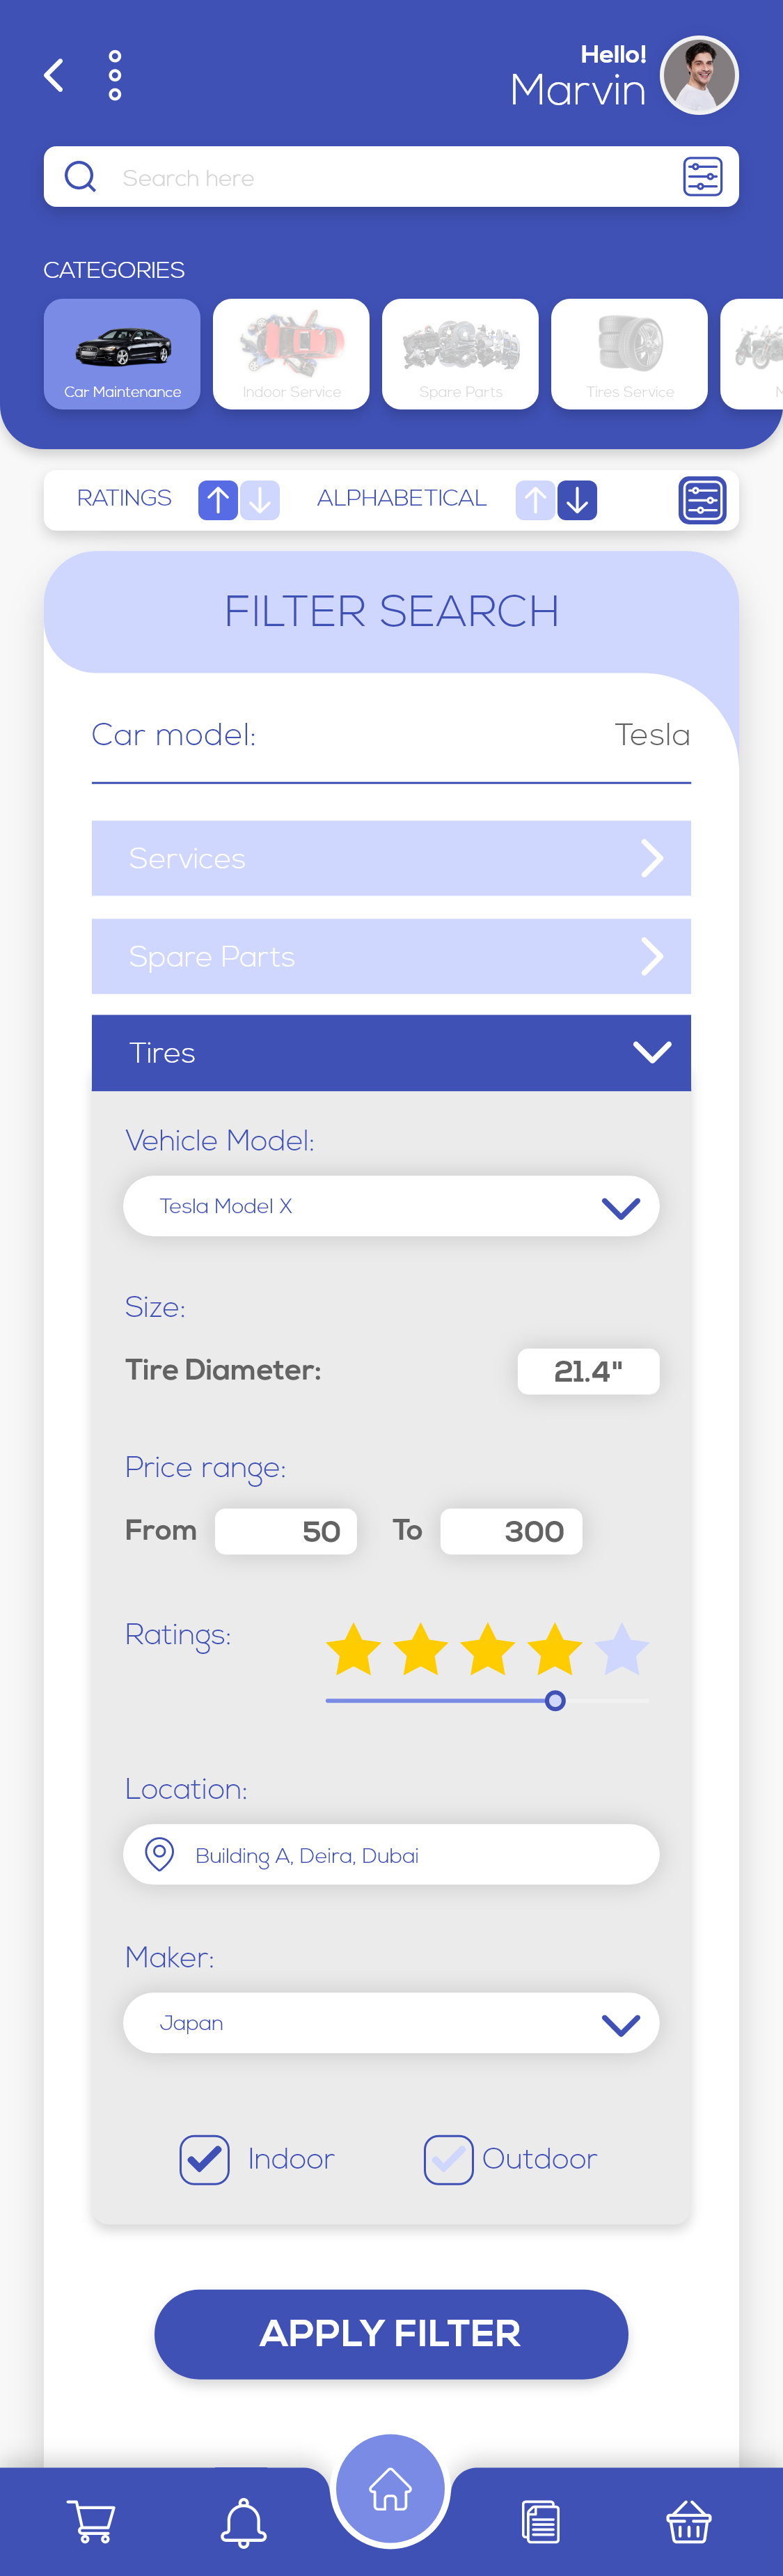 Hello!
Marvin
Search here
CATEGORIES
Car Maintenance
Indoor Service
Spare Parts
Tires Service
M
RATINGS
ALPHABETICAL
FILTER SEARCH
Car model:
Tesla
Services
Spare Parts
Tires
Vehicle Model:
Tesla Model X
Size:
Tire Diameter:
21.4"
Price range:
From 50 To 300
Ratings:
Location:
Building A, Deira, Dubai
Maker:
Japan
Indoor
Outdoor
APPLY FILTER